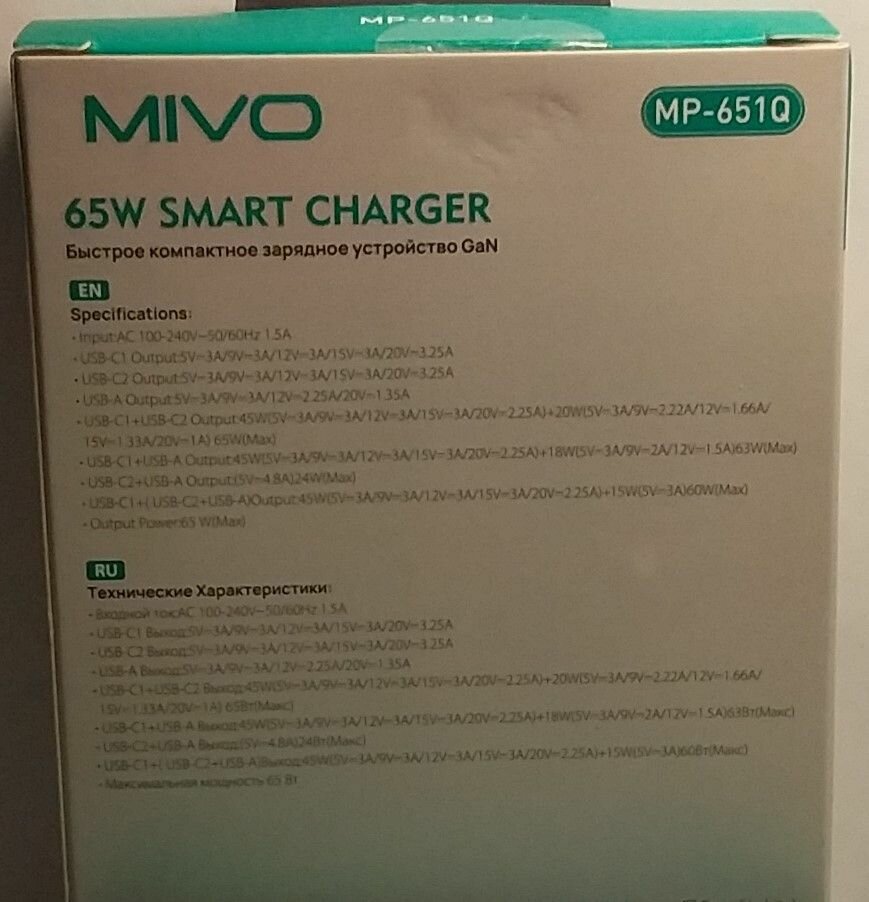 MP-651Q
MIVO
MP-651Q
65W SMART CHARGER
Быстрое компактное зарядное устройство GaN
EN
Specifications:
· Input:AC 100-240V~50/60Hz 1.5A
· USB-C1 Output:5V=3A/9V=3A/12V=3A/15V=3A/20V=3.25A
· USB-C2 Output:5V=3A/9V=3A/12V=3A/15V=3A/20V=3.25A
· USB-A Output:5V=3A/9V=3A/12V=2.25A/20V=1.35A
· USB-C1+USB-C2 Output:45W(5V=3A/9V=3A/12V=3A/15V=3A/20V=2.25A)+20W(5V=3A/9V=2.22A/12V=1.66A/
15V=1.33A/20V=1A) 65W(Max)
· USB-C1+USB-A Output:45W(5V=3A/9V=3A/12V=3A/15V=3A/20V=2.25A)+18W(5V=3A/9V=2A/12V=1.5A)63W(Max)
· USB-C2+USB-A Output:(5V=4.8A)24W(Max)
· USB-C1+( USB-C2+USB-A)Output:45W(5V=3A/9V=3A/12V=3A/15V=3A/20V=2.25A)+15W(5V=3A)60W(Max)
· Output Power:65 W(Max)
RU
Технические Характеристики:
· Входной ток:AC 100-240V~50/60Hz 1.5A
· USB-C1 Выход:5V=3A/9V=3A/12V=3A/15V=3A/20V=3.25A
· USB-C2 Выход:5V=3A/9V=3A/12V=3A/15V=3A/20V=3.25A
· USB-A Выход:5V=3A/9V=3A/12V=2.25A/20V=1.35A
· USB-C1+USB-C2 Выход:45W(5V=3A/9V=3A/12V=3A/15V=3A/20V=2.25A)+20W(5V=3A/9V=2.22A/12V=1.66A/
15V=1.33A/20V=1A) 65Вт(Макс)
· USB-C1+USB-A Выход:45W(5V=3A/9V=3A/12V=3A/15V=3A/20V=2.25A)+18W(5V=3A/9V=2A/12V=1.5A)63Вт(Макс)
· USB-C2+USB-A Выход:(5V=4.8A)24Вт(Макс)
· USB-C1+( USB-C2+USB-A)Выход:45W(5V=3A/9V=3A/12V=3A/15V=3A/20V=2.25A)+15W(5V=3A)60Вт(Макс)
· Максимальная мощность 65 Вт